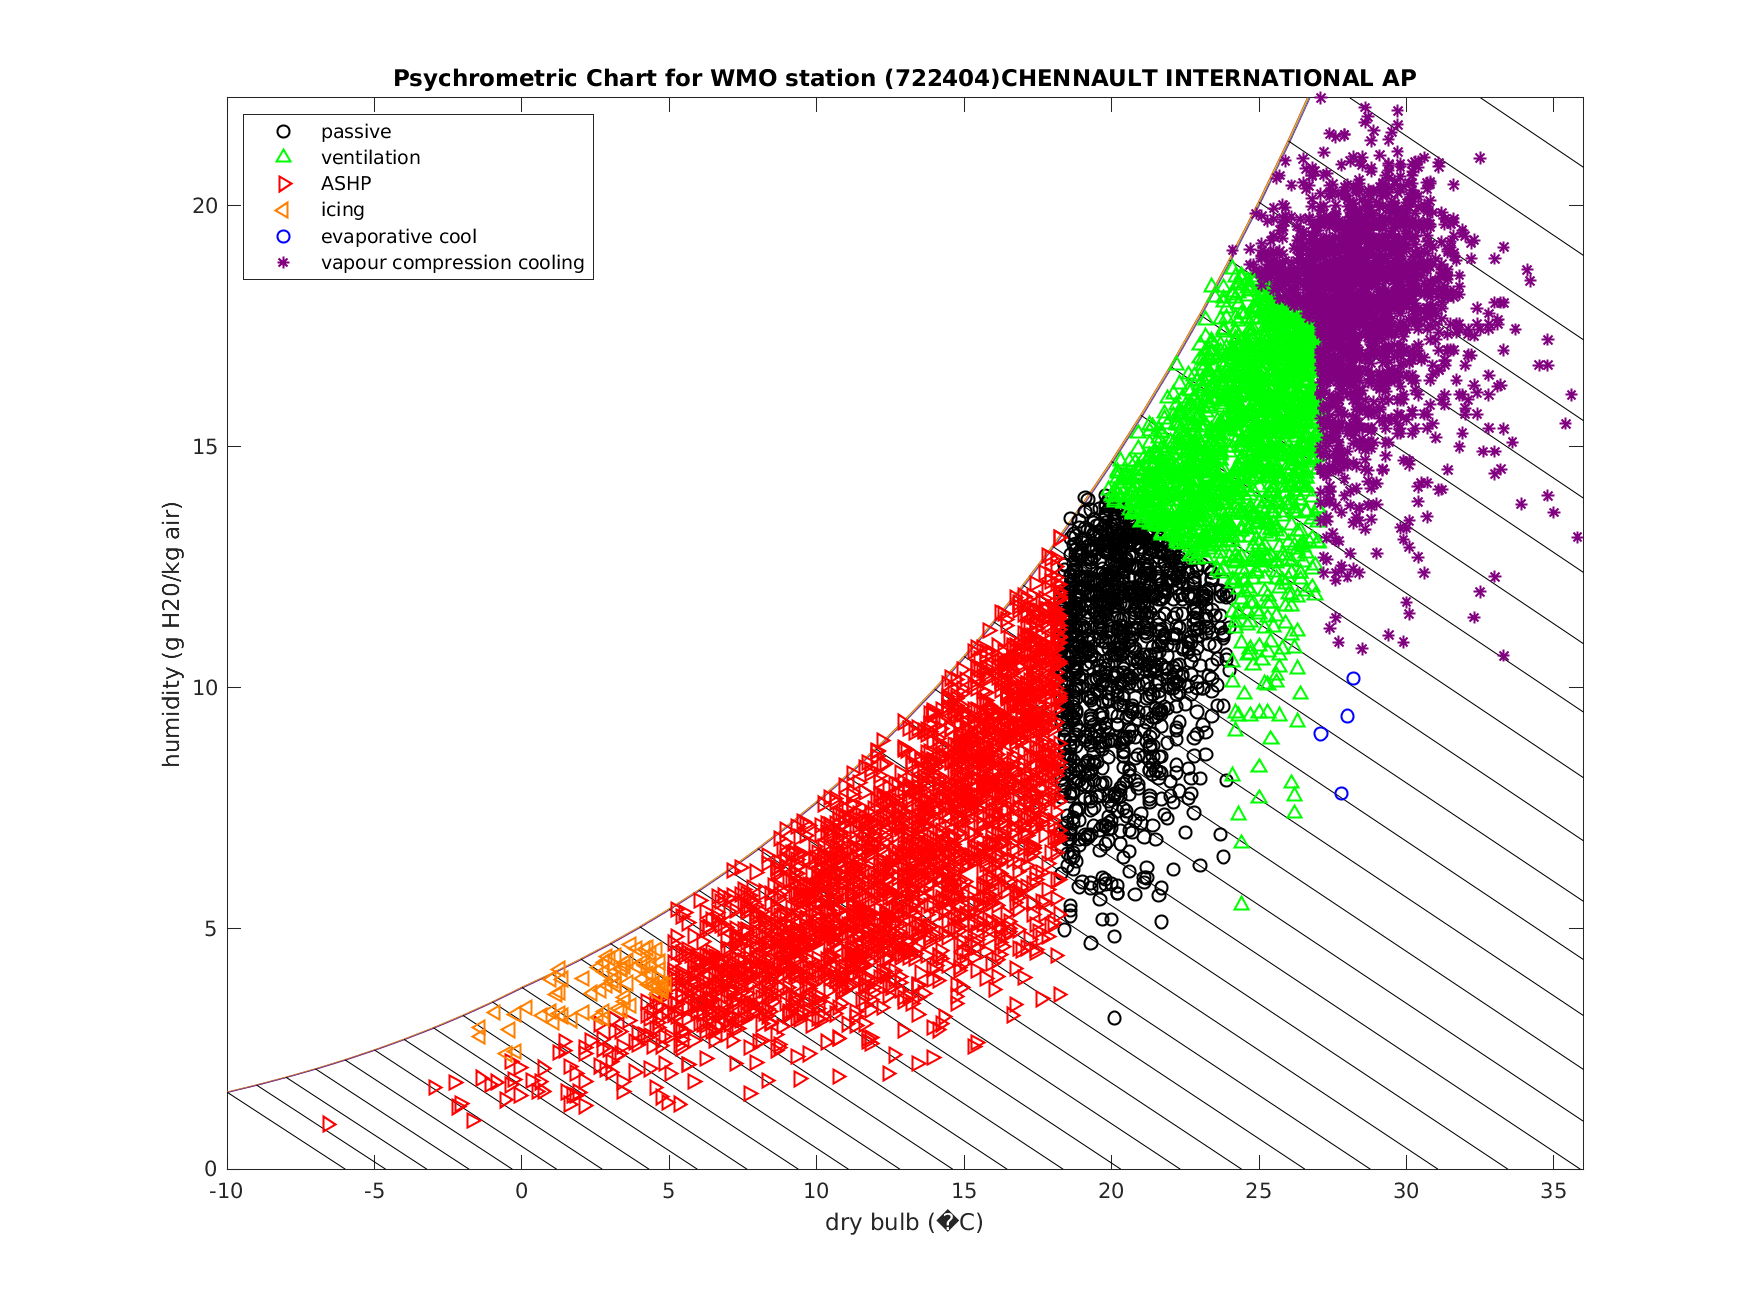 Psychrometric Chart for WMO station (722404)CHENNAULT INTERNATIONAL AP
passive
ventilation
ASHP
icing
evaporative cool
vapour compression cooling
humidity (g H20/kg air)
20
15
10
5
0
-10 -5 0 5 10 15 20 25 30 35
dry bulb (�C)